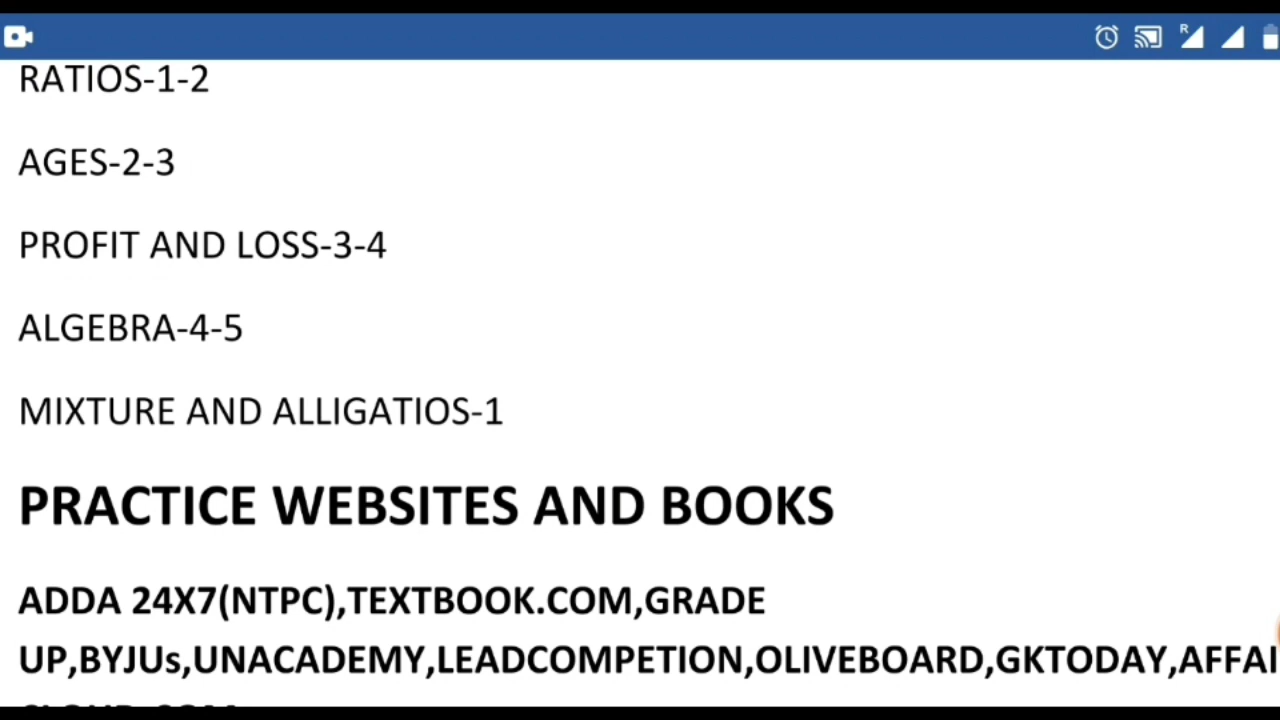 R
RATIOS-1-2
AGES-2-3
PROFIT AND LOSS-3-4
ALGEBRA-4-5
MIXTURE AND ALLIGATIOS-1
PRACTICE WEBSITES AND BOOKS
ADDA 24X7(NTPC),TEXTBOOK.COM,GRADE
UP,BYJUs,UNACADEMY,LEADCOMPETION,OLIVEBOARD,GKTODAY,AFFAI